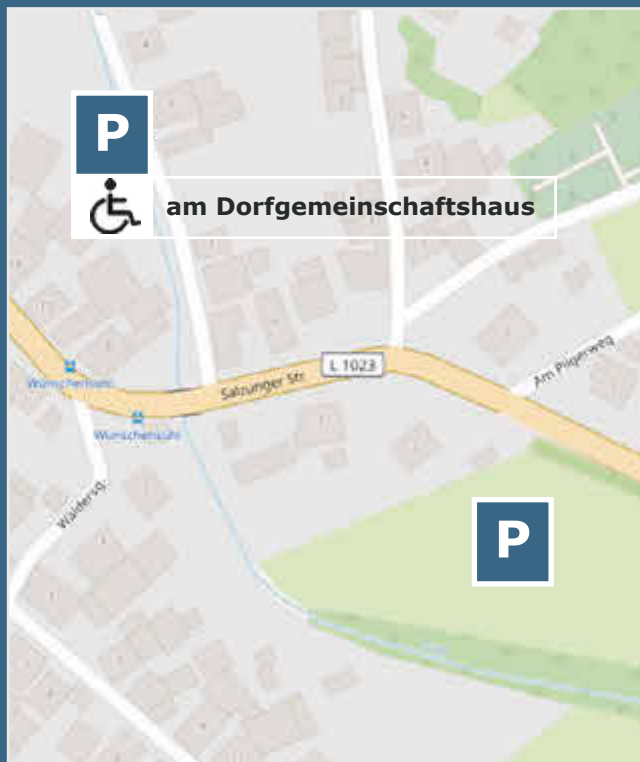 P
am Dorfgemeinschaftshaus
L 1023
Salzunger Str.
Am Pilgerweg
Wünschensuhl
Wünschensuhl
P